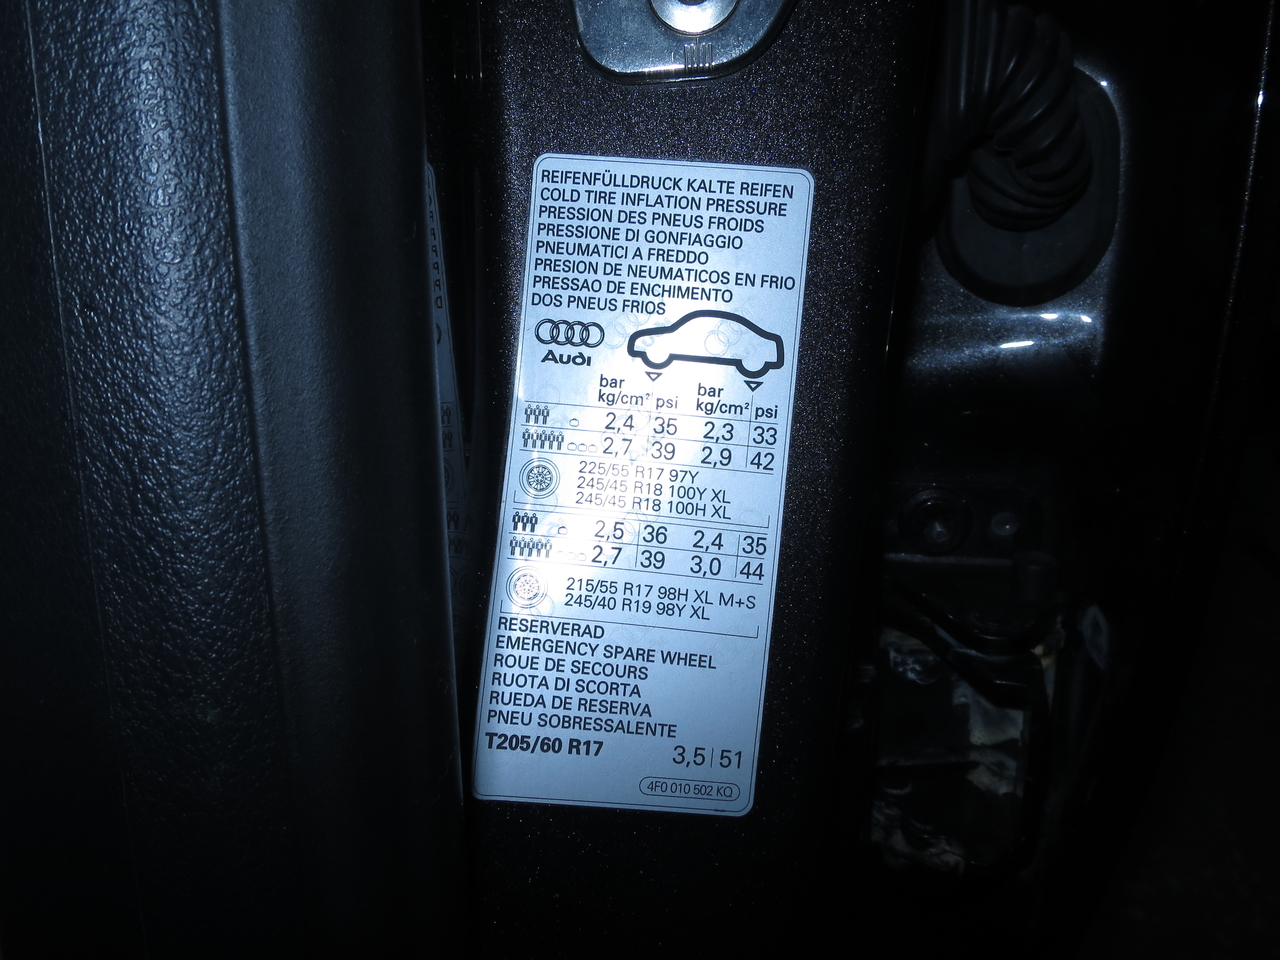 REIFENFÜLLDRUCK KALTE REIFEN
COLD TIRE INFLATION PRESSURE
PRESSION DES PNEUS FROIDS
PRESSIONE DI GONFIAGGIO
PNEUMATICI A FREDDO
PRESION DE NEUMATICOS EN FRIO
PRESSAO DE ENCHIMENTO
DOS PNEUS FRIOS
Audi
bar bar
kg/cm² psi kg/cm² psi
2,4 35 2,3 33
2,7 39 2,9 42
225/55 R17 97Y
245/45 R18 100Y XL
245/45 R18 100H XL
2,5 36 2,4 35
2,7 39 3,0 44
215/55 R17 98H XL M+S
245/40 R19 98Y XL
RESERVERAD
EMERGENCY SPARE WHEEL
ROUE DE SECOURS
RUOTA DI SCORTA
RUEDA DE RESERVA
PNEU SOBRESSALENTE
T205/60 R17 3,5 51
4F0 010 502 KQ